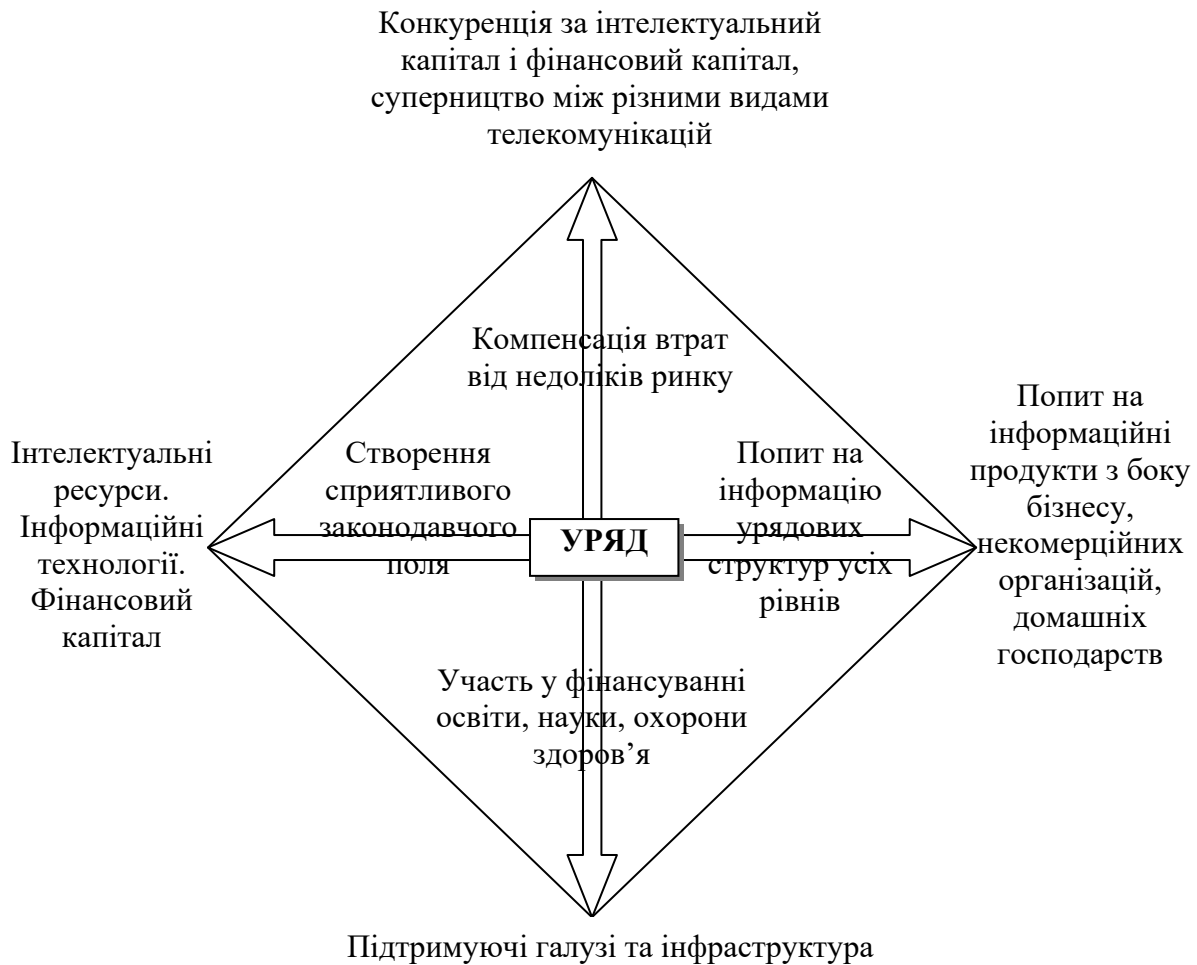 Конкуренція за інтелектуальний
капітал і фінансовий капітал,
суперництво між різними видами
телекомунікацій
Компенсація втрат
від недоліків ринку
Інтелектуальні
ресурси.
Інформаційні
технології.
Фінансовий
капітал
Створення
сприятливого
законодавчого
поля
УРЯД
Попит на
інформацію
урядових
структур усіх
рівнів
Попит на
інформаційні
продукти з боку
бізнесу,
некомерційних
організацій,
домашніх
господарств
Участь у фінансуванні
освіти, науки, охорони
здоров’я
Підтримуючі галузі та інфраструктура